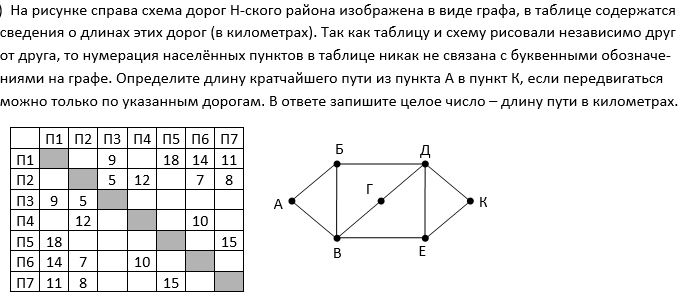 ) На рисунке справа схема дорог Н-ского района изображена в виде графа, в таблице содержатся
сведения о длинах этих дорог (в километрах). Так как таблицу и схему рисовали независимо друг
от друга, то нумерация населённых пунктов в таблице никак не связана с буквенными обозначе-
ниями на графе. Определите длину кратчайшего пути из пункта А в пункт К, если передвигаться
можно только по указанным дорогам. В ответе запишите целое число – длину пути в километрах.
П1 П2 П3 П4 П5 П6 П7
П1 9 18 14 11
П2 5 12 7 8
П3 9 5
П4 12 10
П5 18 15
П6 14 7 10
П7 11 8 15
Б Д
А Г К
В Е